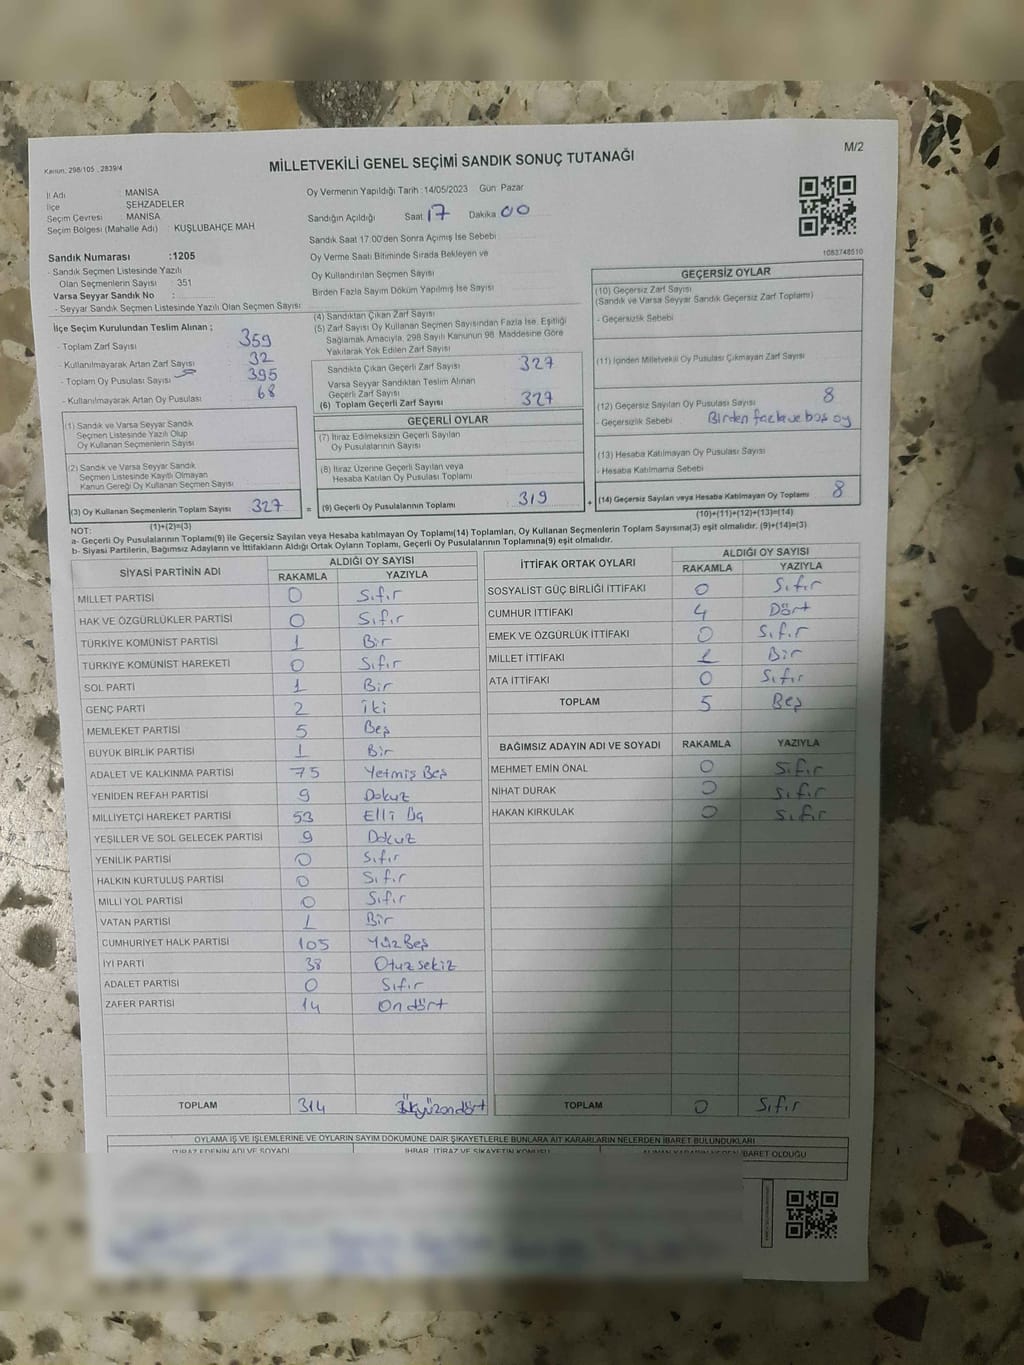 Kanun: 298/105 , 2839/4
M/2
MİLLETVEKİLİ GENEL SEÇİMİ SANDIK SONUÇ TUTANAĞI
İl Adı MANİSA
İlçe ŞEHZADELER
Seçim Çevresi MANİSA
Seçim Bölgesi (Mahalle Adı) KUŞLUBAHÇE MAH
Oy Vermenin Yapıldığı Tarih :14/05/2023 Gün Pazar
Sandığın Açıldığı Saat 17 Dakika 00
Sandık Saat 17.00'den Sonra Açılmış İse Sebebi
Oy Verme Saati Bitiminde Sırada Bekleyen ve
Oy Kullandırılan Seçmen Sayısı
Birden Fazla Sayım Döküm Yapılmış İse Sayısı
1083748510
Sandık Numarası :1205
- Sandık Seçmen Listesinde Yazılı
Olan Seçmenlerin Sayısı : 351
Varsa Seyyar Sandık No :
- Seyyar Sandık Seçmen Listesinde Yazılı Olan Seçmen Sayısı:
İlçe Seçim Kurulundan Teslim Alınan ;
- Toplam Zarf Sayısı 359
- Kullanılmayarak Artan Zarf Sayısı 32
- Toplam Oy Pusulası Sayısı 395
- Kullanılmayarak Artan Oy Pusulası 68
(1) Sandık ve Varsa Seyyar Sandık
Seçmen Listesinde Yazılı Olup
Oy Kullanan Seçmenlerin Sayısı
(2) Sandık ve Varsa Seyyar Sandık
Seçmen Listesinde Kayıtlı Olmayan
Kanun Gereği Oy Kullanan Seçmen Sayısı
(3) Oy Kullanan Seçmenlerin Toplam Sayısı 327
(1)+(2)=(3)
(4) Sandıktan Çıkan Zarf Sayısı
(5) Zarf Sayısı Oy Kullanan Seçmen Sayısından Fazla İse, Eşitliği
Sağlamak Amacıyla, 298 Sayılı Kanunun 98. Maddesine Göre
Yakılarak Yok Edilen Zarf Sayısı
Sandıkta Çıkan Geçerli Zarf Sayısı 327
Varsa Seyyar Sandıktan Teslim Alınan
Geçerli Zarf Sayısı
(6) Toplam Geçerli Zarf Sayısı 327
GEÇERLİ OYLAR
(7) İtiraz Edilmeksizin Geçerli Sayılan
Oy Pusulalarının Sayısı
(8) İtiraz Üzerine Geçerli Sayılan veya
Hesaba Katılan Oy Pusulası Toplamı
= (9) Geçerli Oy Pusulalarının Toplamı 319 +
GEÇERSİZ OYLAR
(10) Geçersiz Zarf Sayısı
(Sandık ve Varsa Seyyar Sandık Geçersiz Zarf Toplamı)
- Geçersizlik Sebebi
(11) İçinden Milletvekili Oy Pusulası Çıkmayan Zarf Sayısı
(12) Geçersiz Sayılan Oy Pusulası Sayısı 8
- Geçersizlik Sebebi Birden fazla ve boş oy
(13) Hesaba Katılmayan Oy Pusulası Sayısı
- Hesaba Katılmama Sebebi
(14) Geçersiz Sayılan veya Hesaba Katılmayan Oy Toplamı 8
(10)+(11)+(12)+(13)=(14)
NOT:
a- Geçerli Oy Pusulalarının Toplamı(9) ile Geçersiz Sayılan veya Hesaba katılmayan Oy Toplamı(14) Toplamları, Oy Kullanan Seçmenlerin Toplam Sayısına(3) eşit olmalıdır. (9)+(14)=(3)
b- Siyasi Partilerin, Bağımsız Adayların ve İttifakların Aldığı Ortak Oyların Toplamı, Geçerli Oy Pusulalarının Toplamına(9) eşit olmalıdır.
SİYASİ PARTİNİN ADI ALDIĞI OY SAYISI
RAKAMLA YAZIYLA
MİLLET PARTİSİ 0 Sıfır
HAK VE ÖZGÜRLÜKLER PARTİSİ 0 Sıfır
TÜRKİYE KOMÜNİST PARTİSİ 1 Bir
TÜRKİYE KOMÜNİST HAREKETİ 0 Sıfır
SOL PARTİ 1 Bir
GENÇ PARTİ 2 İki
MEMLEKET PARTİSİ 5 Beş
BÜYÜK BİRLİK PARTİSİ 1 Bir
ADALET VE KALKINMA PARTİSİ 75 Yetmiş Beş
YENİDEN REFAH PARTİSİ 9 Dokuz
MİLLİYETÇİ HAREKET PARTİSİ 53 Elli Üç
YEŞİLLER VE SOL GELECEK PARTİSİ 9 Dokuz
YENİLİK PARTİSİ 0 Sıfır
HALKIN KURTULUŞ PARTİSİ 0 Sıfır
MİLLİ YOL PARTİSİ 0 Sıfır
VATAN PARTİSİ 1 Bir
CUMHURİYET HALK PARTİSİ 105 Yüz Beş
İYİ PARTİ 38 Otuz sekiz
ADALET PARTİSİ 0 Sıfır
ZAFER PARTİSİ 14 On dört
TOPLAM 314 Üçyüzondört
İTTİFAK ORTAK OYLARI ALDIĞI OY SAYISI
RAKAMLA YAZIYLA
SOSYALİST GÜÇ BİRLİĞİ İTTİFAKI 0 Sıfır
CUMHUR İTTİFAKI 4 Dört
EMEK VE ÖZGÜRLÜK İTTİFAKI 0 Sıfır
MİLLET İTTİFAKI 1 Bir
ATA İTTİFAKI 0 Sıfır
TOPLAM 5 Beş
BAĞIMSIZ ADAYIN ADI VE SOYADI RAKAMLA YAZIYLA
MEHMET EMİN ÖNAL 0 Sıfır
NİHAT DURAK 0 Sıfır
HAKAN KIRKULAK 0 Sıfır
TOPLAM 0 Sıfır
OYLAMA İŞ VE İŞLEMLERİNE VE OYLARIN SAYIM DÖKÜMÜNE DAİR ŞİKAYETLERLE BUNLARA AİT KARARLARIN NELERDEN İBARET BULUNDUKLARI
İTİRAZ EDENİN ADI VE SOYADI İHBAR, İTİRAZ VE ŞİKAYETİN KONUSU ALINAN KARARIN NEDEN İBARET OLDUĞU